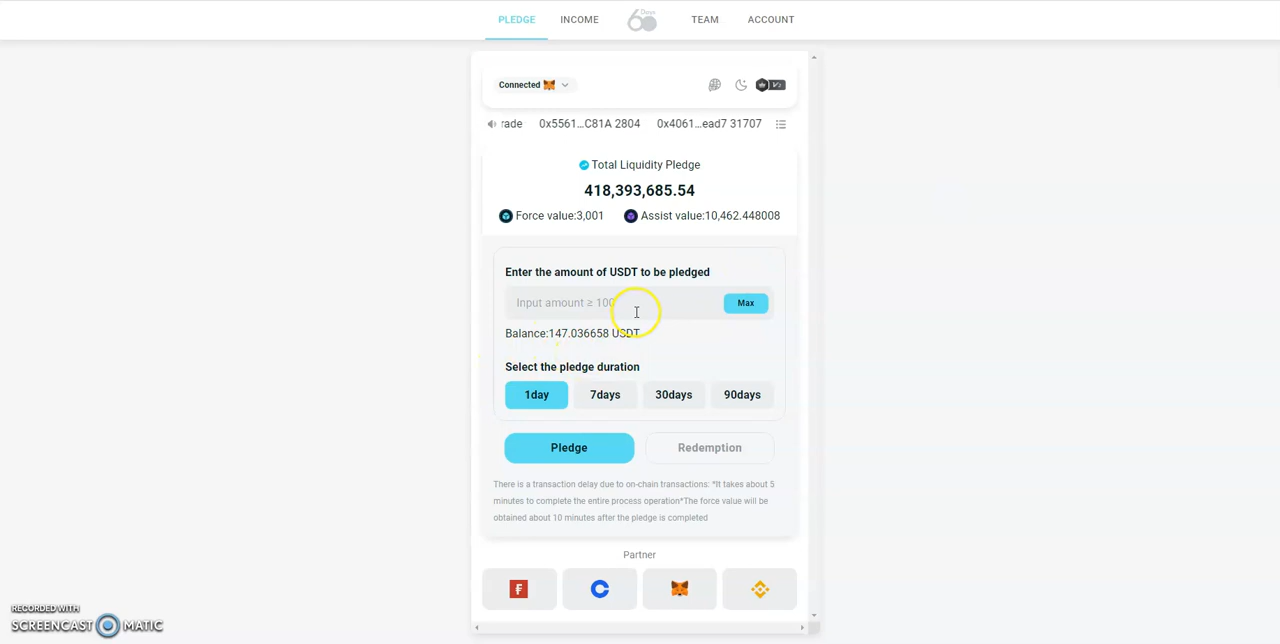 PLEDGE INCOME 60 Days TEAM ACCOUNT
Connected
V2
rade 0x5561...C81A 2804 0x4061...ead7 31707
Total Liquidity Pledge
418,393,685.54
Force value:3,001 Assist value:10,462.448008
Enter the amount of USDT to be pledged
Input amount ≥ 100 Max
Balance:147.036658 USDT
Select the pledge duration
1day 7days 30days 90days
Pledge Redemption
There is a transaction delay due to on-chain transactions: *It takes about 5
minutes to complete the entire process operation*The force value will be
obtained about 10 minutes after the pledge is completed
Partner
RECORDED WITH
SCREENCAST MATIC